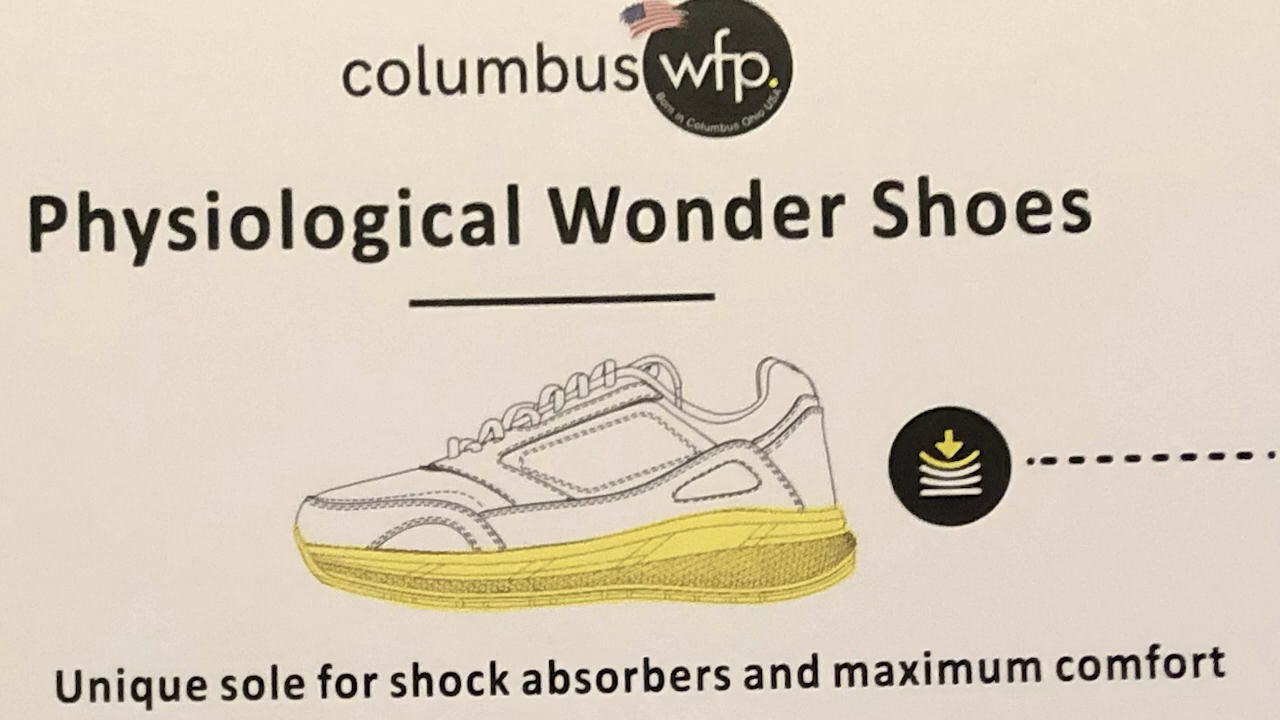 columbus wfp.
Born in Columbus Ohio USA
Physiological Wonder Shoes
Unique sole for shock absorbers and maximum comfort